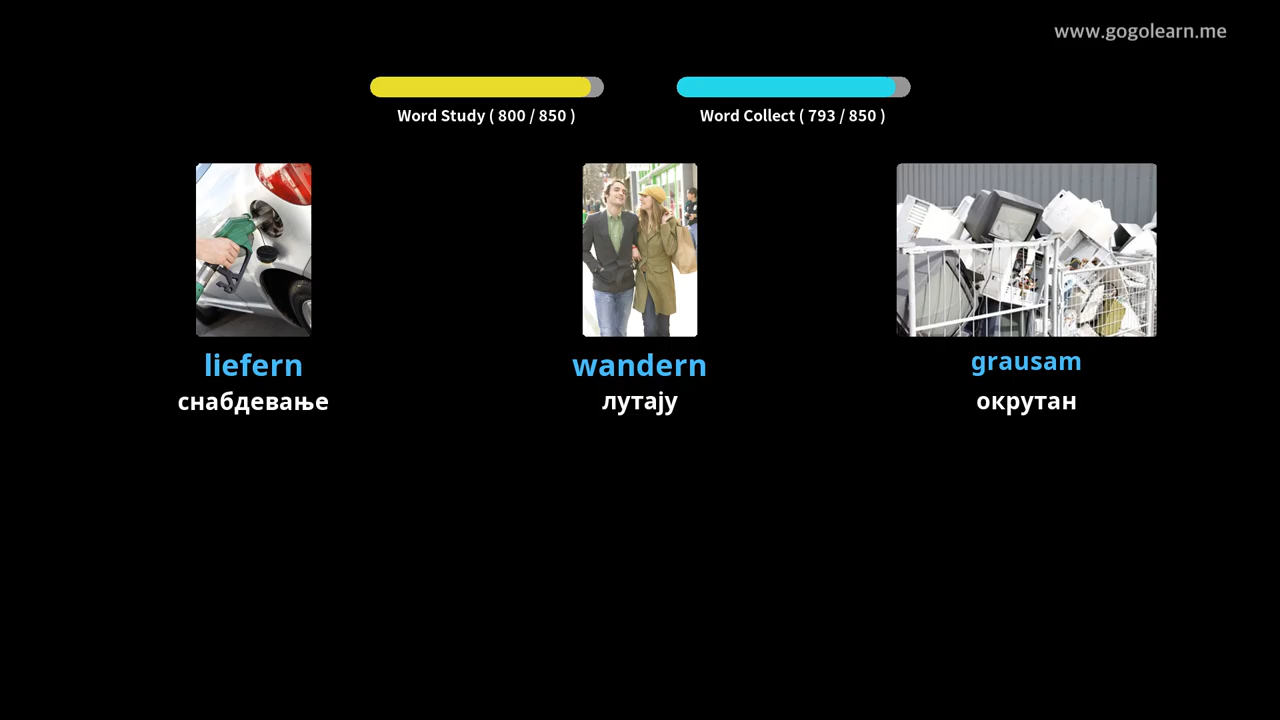 www.gogolearn.me
Word Study ( 800 / 850 )
Word Collect ( 793 / 850 )
liefern
wandern
grausam
снабдевање
лутају
окрутан